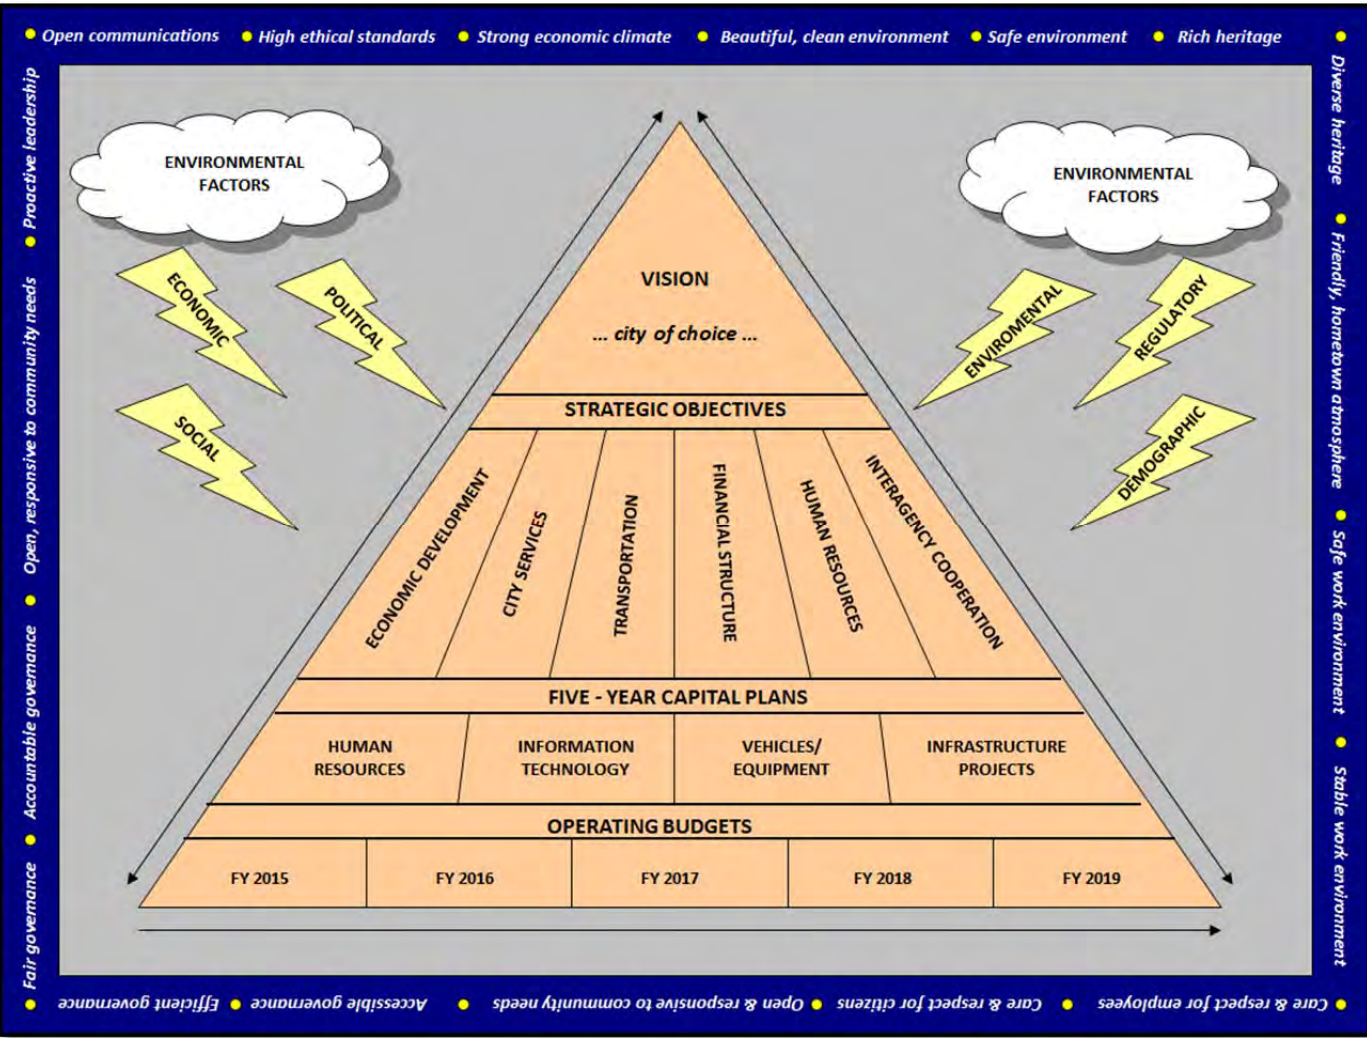 Open communications
High ethical standards
Strong economic climate
Beautiful, clean environment
Safe environment
Rich heritage
Diverse heritage
Friendly, hometown atmosphere
Safe work environment
Stable work environment
Care & respect for employees
Care & respect for citizens
Open & responsive to community needs
Accessible governance
Efficient governance
Fair governance
Accountable governance
Open, responsive to community needs
Proactive leadership
ENVIRONMENTAL
FACTORS
ECONOMIC
POLITICAL
SOCIAL
ENVIRONMENTAL
FACTORS
ENVIROMENTAL
REGULATORY
DEMOGRAPHIC
VISION
... city of choice ...
STRATEGIC OBJECTIVES
ECONOMIC DEVELOPMENT
CITY SERVICES
TRANSPORTATION
FINANCIAL STRUCTURE
HUMAN RESOURCES
INTERAGENCY COOPERATION
FIVE - YEAR CAPITAL PLANS
HUMAN
RESOURCES
INFORMATION
TECHNOLOGY
VEHICLES/
EQUIPMENT
INFRASTRUCTURE
PROJECTS
OPERATING BUDGETS
FY 2015
FY 2016
FY 2017
FY 2018
FY 2019